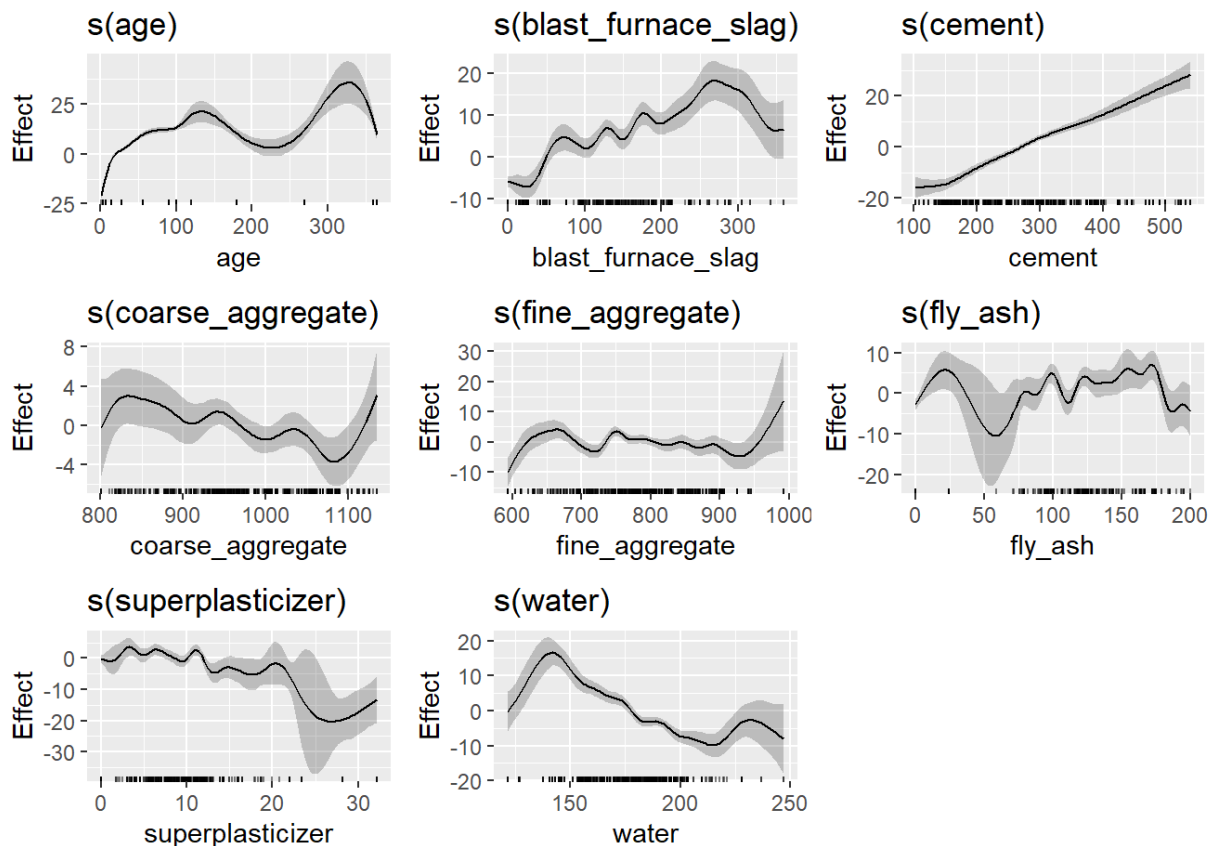 s(age)
Effect
25
0
-25
0 100 200 300
age
s(blast_furnace_slag)
Effect
20
10
0
-10
0 100 200 300
blast_furnace_slag
s(cement)
Effect
20
0
-20
100 200 300 400 500
cement
s(coarse_aggregate)
Effect
8
4
0
-4
800 900 1000 1100
coarse_aggregate
s(fine_aggregate)
Effect
30
20
10
0
-10
600 700 800 900 1000
fine_aggregate
s(fly_ash)
Effect
10
0
-10
-20
0 50 100 150 200
fly_ash
s(superplasticizer)
Effect
0
-10
-20
-30
0 10 20 30
superplasticizer
s(water)
Effect
20
10
0
-10
-20
150 200 250
water